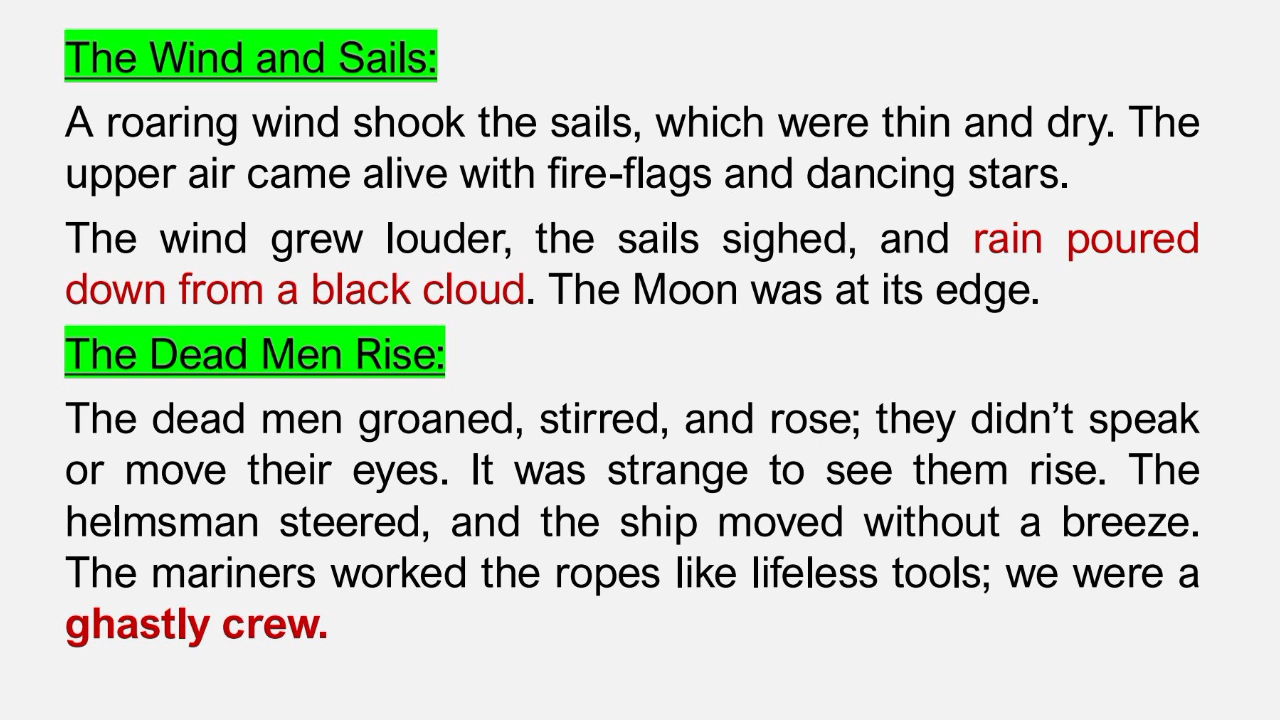 The Wind and Sails:
A roaring wind shook the sails, which were thin and dry. The
upper air came alive with fire-flags and dancing stars.
The wind grew louder, the sails sighed, and rain poured
down from a black cloud. The Moon was at its edge.
The Dead Men Rise:
The dead men groaned, stirred, and rose; they didn’t speak
or move their eyes. It was strange to see them rise. The
helmsman steered, and the ship moved without a breeze.
The mariners worked the ropes like lifeless tools; we were a
ghastly crew.